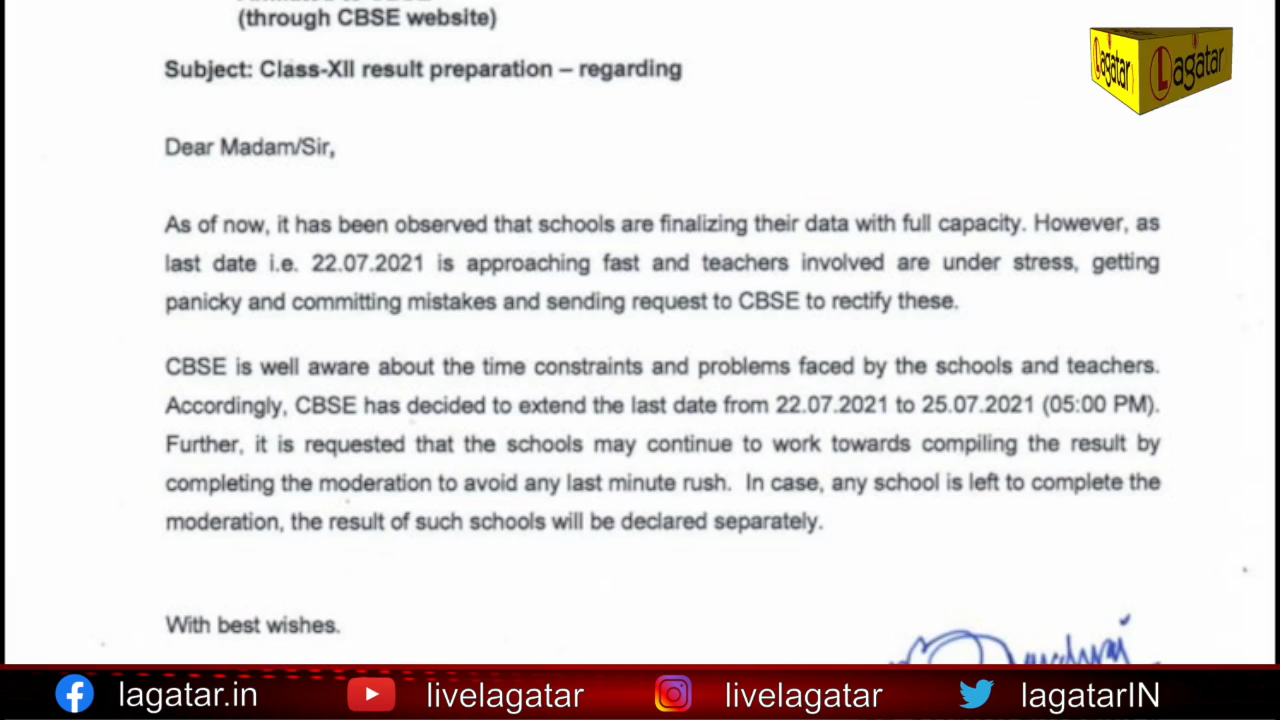 (through CBSE website)
Subject: Class-XII result preparation – regarding
Lagatar
Lagatar
Dear Madam/Sir,
As of now, it has been observed that schools are finalizing their data with full capacity. However, as
last date i.e. 22.07.2021 is approaching fast and teachers involved are under stress, getting
panicky and committing mistakes and sending request to CBSE to rectify these.
CBSE is well aware about the time constraints and problems faced by the schools and teachers.
Accordingly, CBSE has decided to extend the last date from 22.07.2021 to 25.07.2021 (05:00 PM).
Further, it is requested that the schools may continue to work towards compiling the result by
completing the moderation to avoid any last minute rush. In case, any school is left to complete the
moderation, the result of such schools will be declared separately.
With best wishes.
lagatar.in livelagatar livelagatar lagatarIN